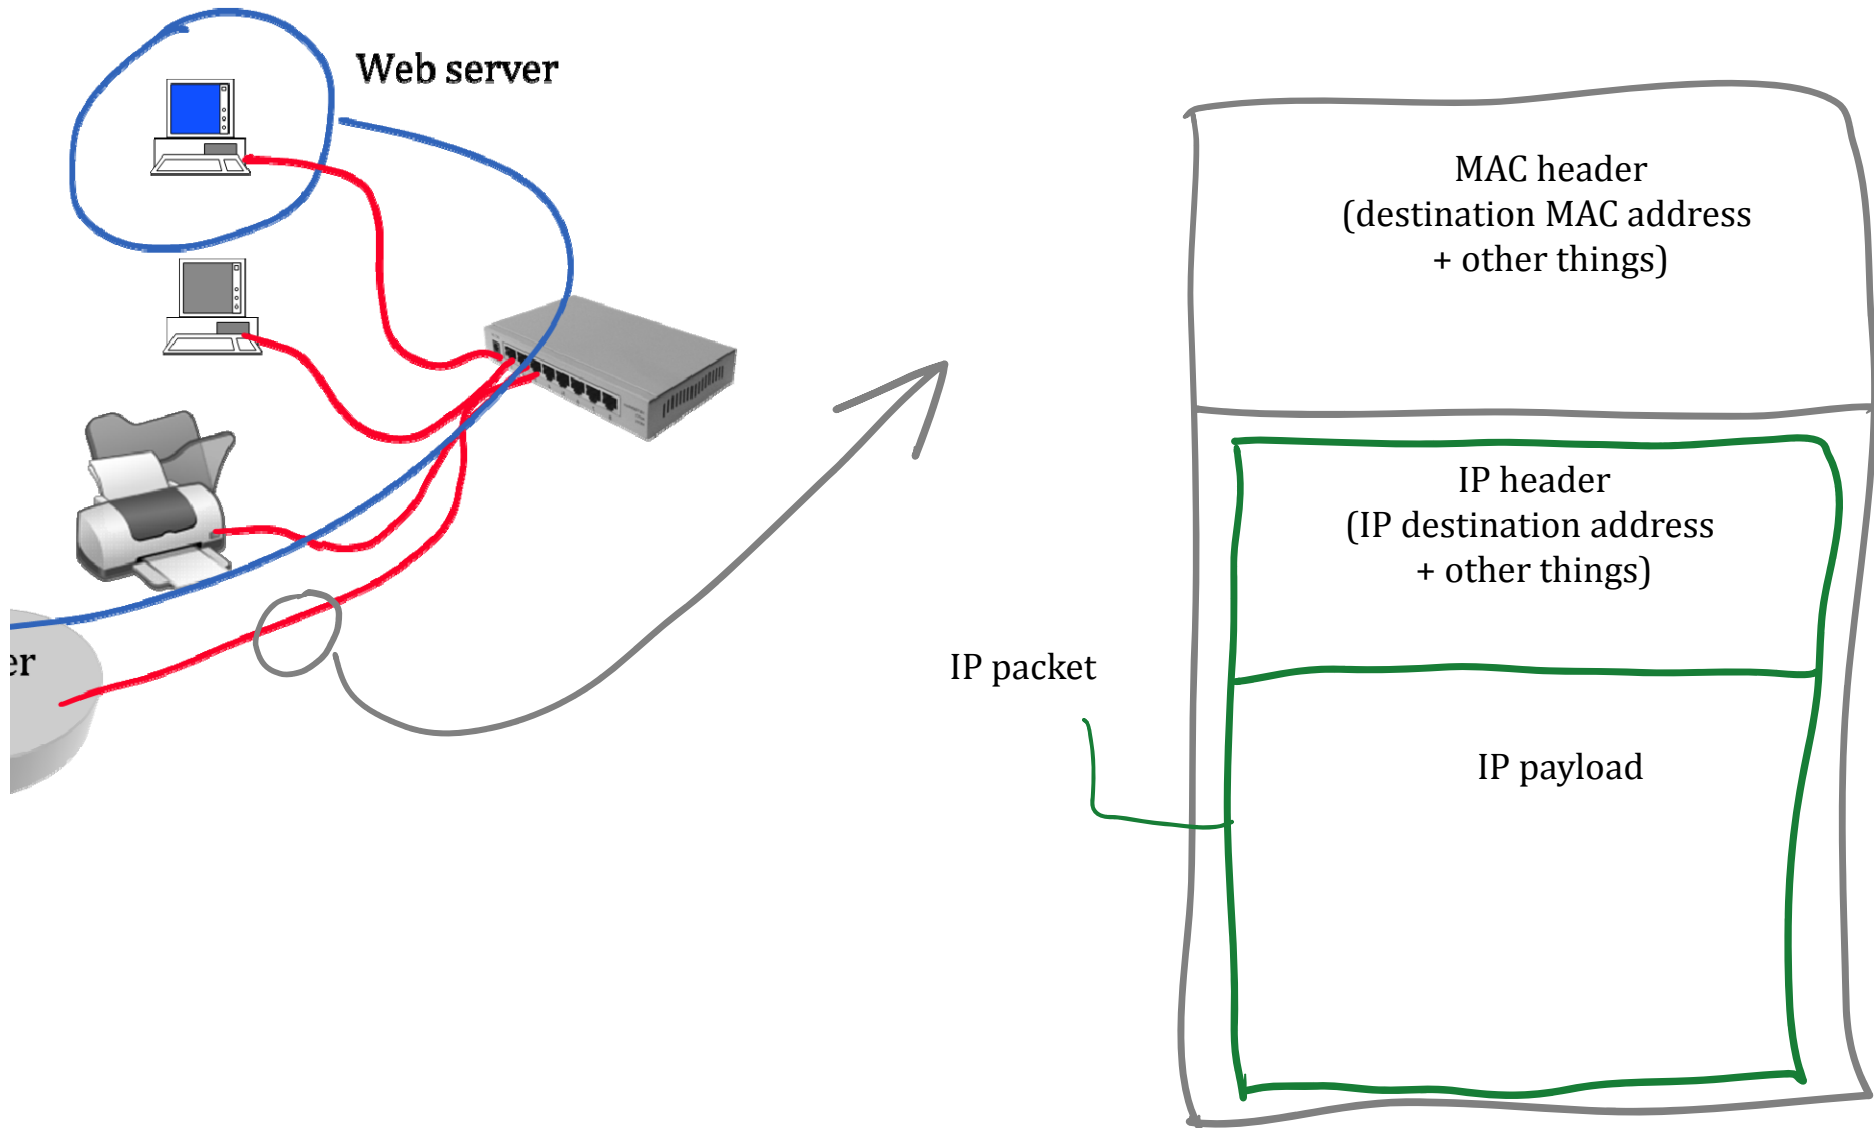 Web server
er
MAC header
(destination MAC address
+ other things)
IP header
(IP destination address
+ other things)
IP packet
IP payload